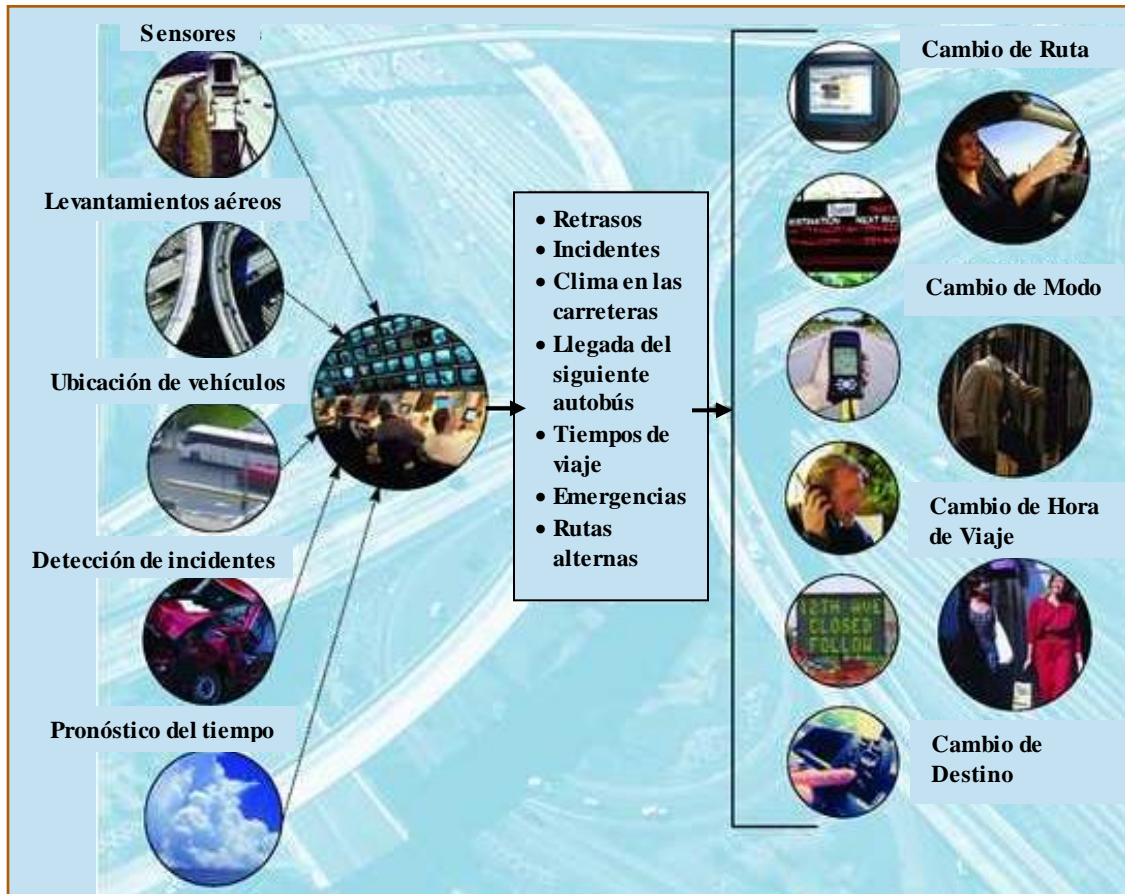 Sensores
Levantamientos aéreos
Ubicación de vehículos
Detección de incidentes
Pronóstico del tiempo
• Retrasos
• Incidentes
• Clima en las
carreteras
• Llegada del
siguiente
autobús
• Tiempos de
viaje
• Emergencias
• Rutas
alternas
NEXT BUS
12TH AVE
CLOSED
FOLLOW
Cambio de Ruta
Cambio de Modo
Cambio de Hora
de Viaje
Cambio de
Destino